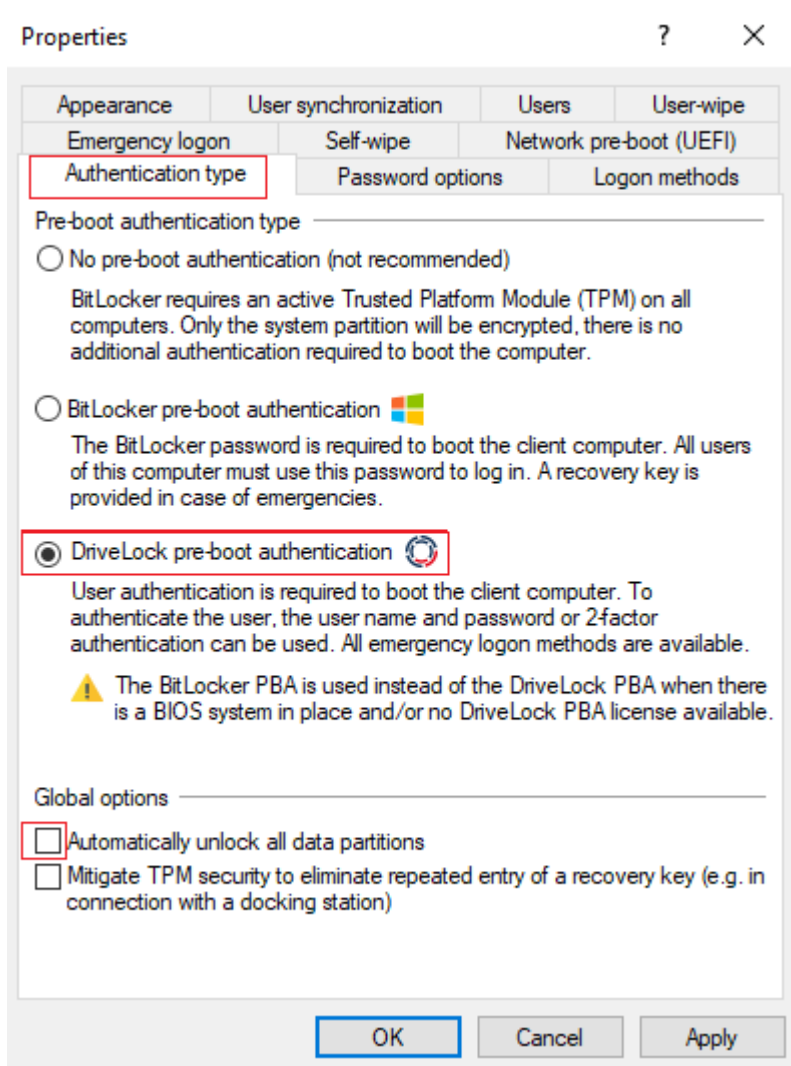 Properties
?
Appearance
User synchronization
Users
User-wipe
Emergency logon
Self-wipe
Network pre-boot (UEFI)
Authentication type
Password options
Logon methods
Pre-boot authentication type
No pre-boot authentication (not recommended)
BitLocker requires an active Trusted Platform Module (TPM) on all
computers. Only the system partition will be encrypted, there is no
additional authentication required to boot the computer.
BitLocker pre-boot authentication
The BitLocker password is required to boot the client computer. All users
of this computer must use this password to log in. A recovery key is
provided in case of emergencies.
DriveLock pre-boot authentication
User authentication is required to boot the client computer. To
authenticate the user, the user name and password or 2-factor
authentication can be used. All emergency logon methods are available.
The BitLocker PBA is used instead of the DriveLock PBA when there
is a BIOS system in place and/or no DriveLock PBA license available.
Global options
Automatically unlock all data partitions
Mitigate TPM security to eliminate repeated entry of a recovery key (e.g. in
connection with a docking station)
OK
Cancel
Apply